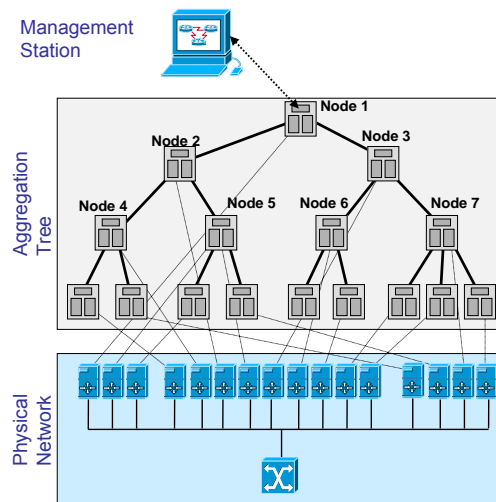 Management
Station
Node 1
Node 2
Node 3
Node 4
Node 5
Node 6
Node 7
Aggregation
Tree
Physical
Network